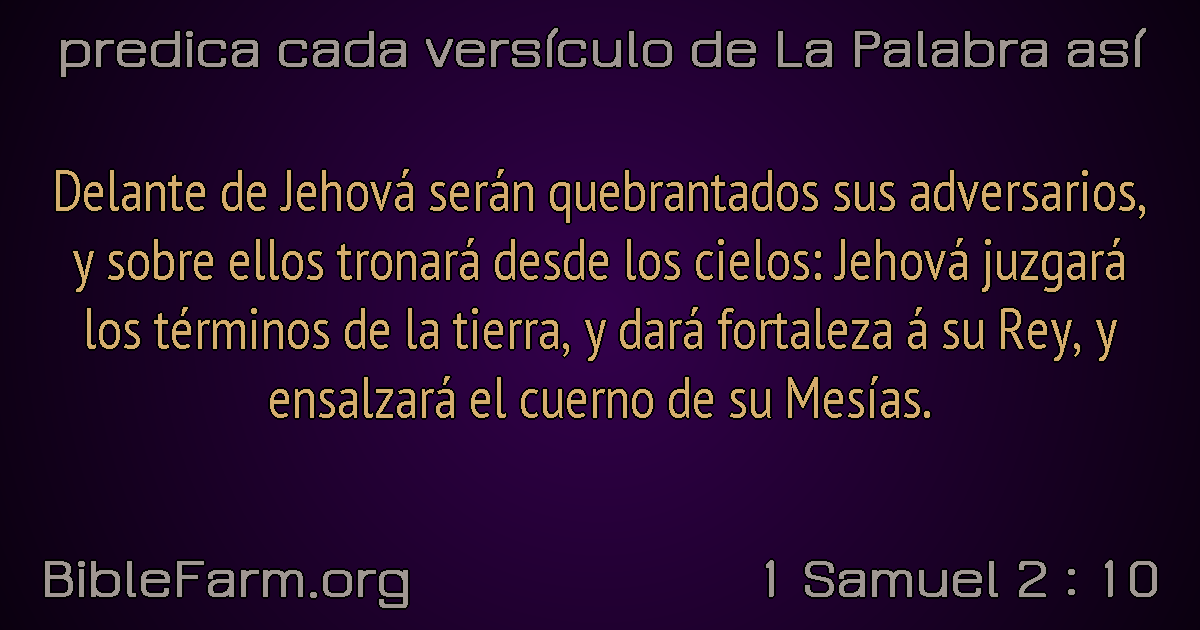 predica cada versículo de La Palabra así
Delante de Jehová serán quebrantados sus adversarios,
y sobre ellos tronará desde los cielos: Jehová juzgará
los términos de la tierra, y dará fortaleza á su Rey, y
ensalzará el cuerno de su Mesías.
BibleFarm.org
1 Samuel 2 : 10